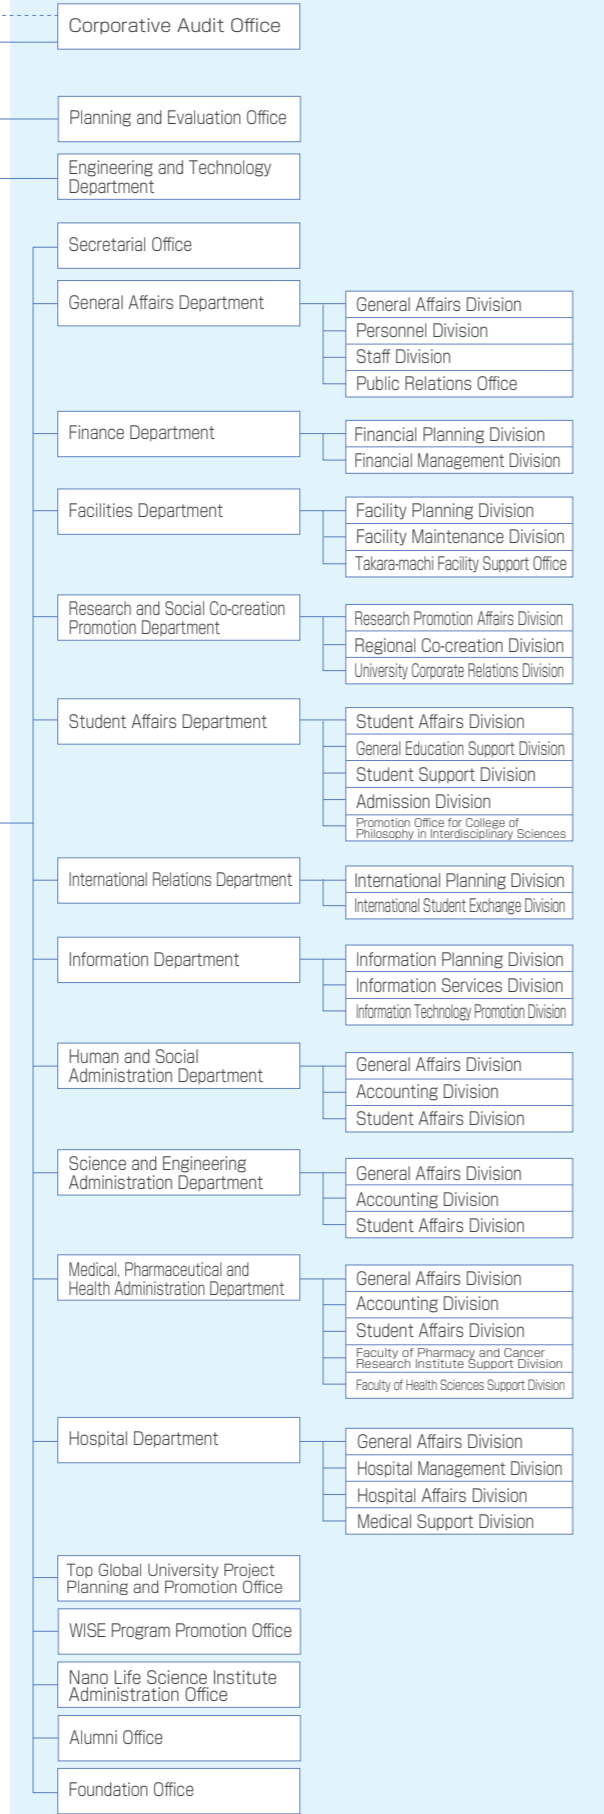 Corporative Audit Office
Planning and Evaluation Office
Engineering and Technology
Department
Secretarial Office
General Affairs Department
General Affairs Division
Personnel Division
Staff Division
Public Relations Office
Finance Department
Financial Planning Division
Financial Management Division
Facilities Department
Facility Planning Division
Facility Maintenance Division
Takara-machi Facility Support Office
Research and Social Co-creation
Promotion Department
Research Promotion Affairs Division
Regional Co-creation Division
University Corporate Relations Division
Student Affairs Department
Student Affairs Division
General Education Support Division
Student Support Division
Admission Division
Promotion Office for College of
Philosophy in Interdisciplinary Sciences
International Relations Department
International Planning Division
International Student Exchange Division
Information Department
Information Planning Division
Information Services Division
Information Technology Promotion Division
Human and Social
Administration Department
General Affairs Division
Accounting Division
Student Affairs Division
Science and Engineering
Administration Department
General Affairs Division
Accounting Division
Student Affairs Division
Medical, Pharmaceutical and
Health Administration Department
General Affairs Division
Accounting Division
Student Affairs Division
Faculty of Pharmacy and Cancer
Research Institute Support Division
Faculty of Health Sciences Support Division
Hospital Department
General Affairs Division
Hospital Management Division
Hospital Affairs Division
Medical Support Division
Top Global University Project
Planning and Promotion Office
WISE Program Promotion Office
Nano Life Science Institute
Administration Office
Alumni Office
Foundation Office